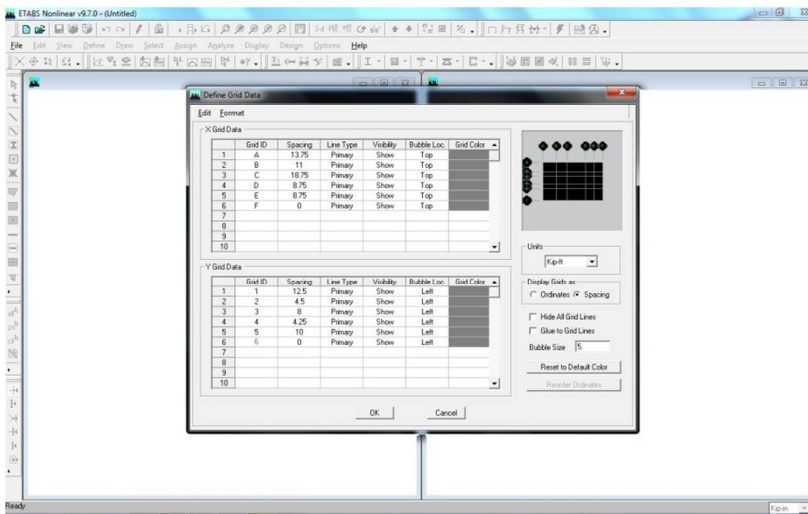 ETABS Nonlinear v9.7.0 - (Untitled)
File Edit View Define Draw Select Assign Analyze Display Design Options Help
Define Grid Data
Edit Format
X Grid Data
Grid ID Spacing Line Type Visibility Bubble Loc. Grid Color
1 A 13.75 Primary Show Top
2 B 11 Primary Show Top
3 C 18.75 Primary Show Top
4 D 8.75 Primary Show Top
5 E 8.75 Primary Show Top
6 F 0 Primary Show Top
7
8
9
10
Units
Kip-ft
Y Grid Data
Grid ID Spacing Line Type Visibility Bubble Loc. Grid Color
1 1 12.5 Primary Show Left
2 2 4.5 Primary Show Left
3 3 8 Primary Show Left
4 4 4.25 Primary Show Left
5 5 10 Primary Show Left
6 6 0 Primary Show Left
7
8
9
10
Display Grids as
Ordinates Spacing
Hide All Grid Lines
Glue to Grid Lines
Bubble Size 5.
Reset to Default Color
Reorder Ordinates
OK Cancel
Ready Kip-in